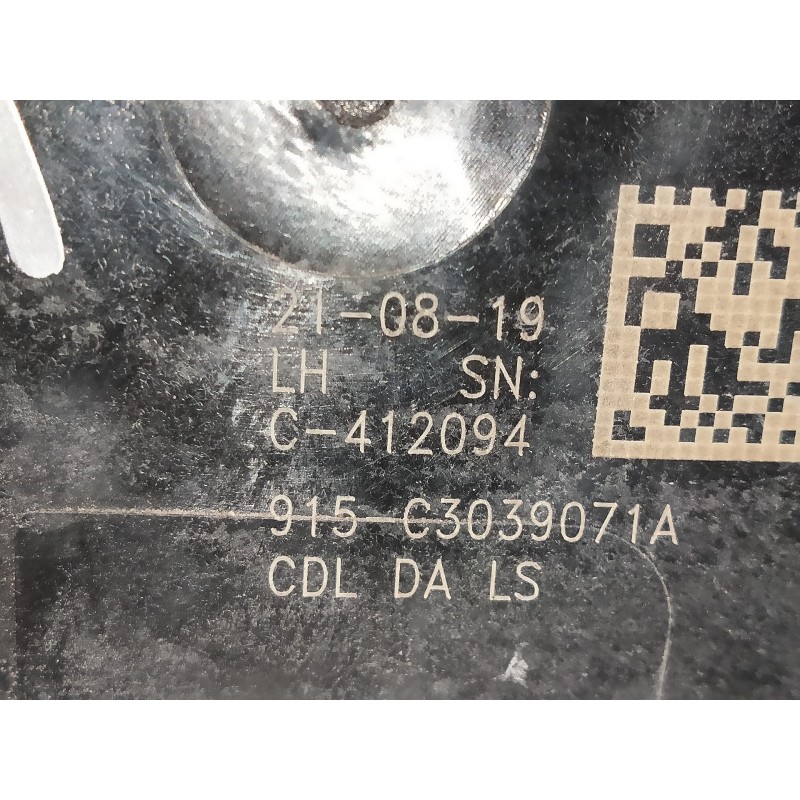 21-08-19
LH SN:
C-412094
915-C3039071A
CDL DA LS